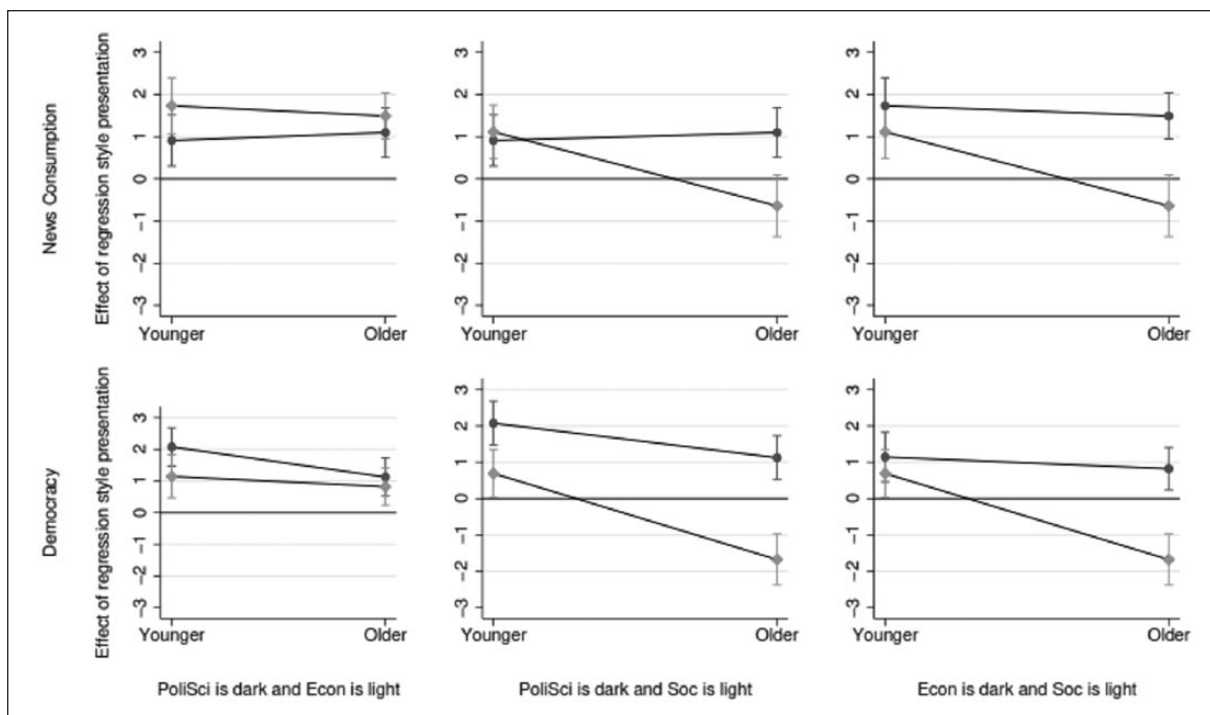 News Consumption
Effect of regression style presentation
3
2
1
0
-1
-2
-3
Younger
Older
3
2
1
0
-1
-2
-3
Younger
Older
3
2
1
0
-1
-2
-3
Younger
Older
Democracy
Effect of regression style presentation
3
2
1
0
-1
-2
-3
Younger
Older
3
2
1
0
-1
-2
-3
Younger
Older
3
2
1
0
-1
-2
-3
Younger
Older
PoliSci is dark and Econ is light
PoliSci is dark and Soc is light
Econ is dark and Soc is light